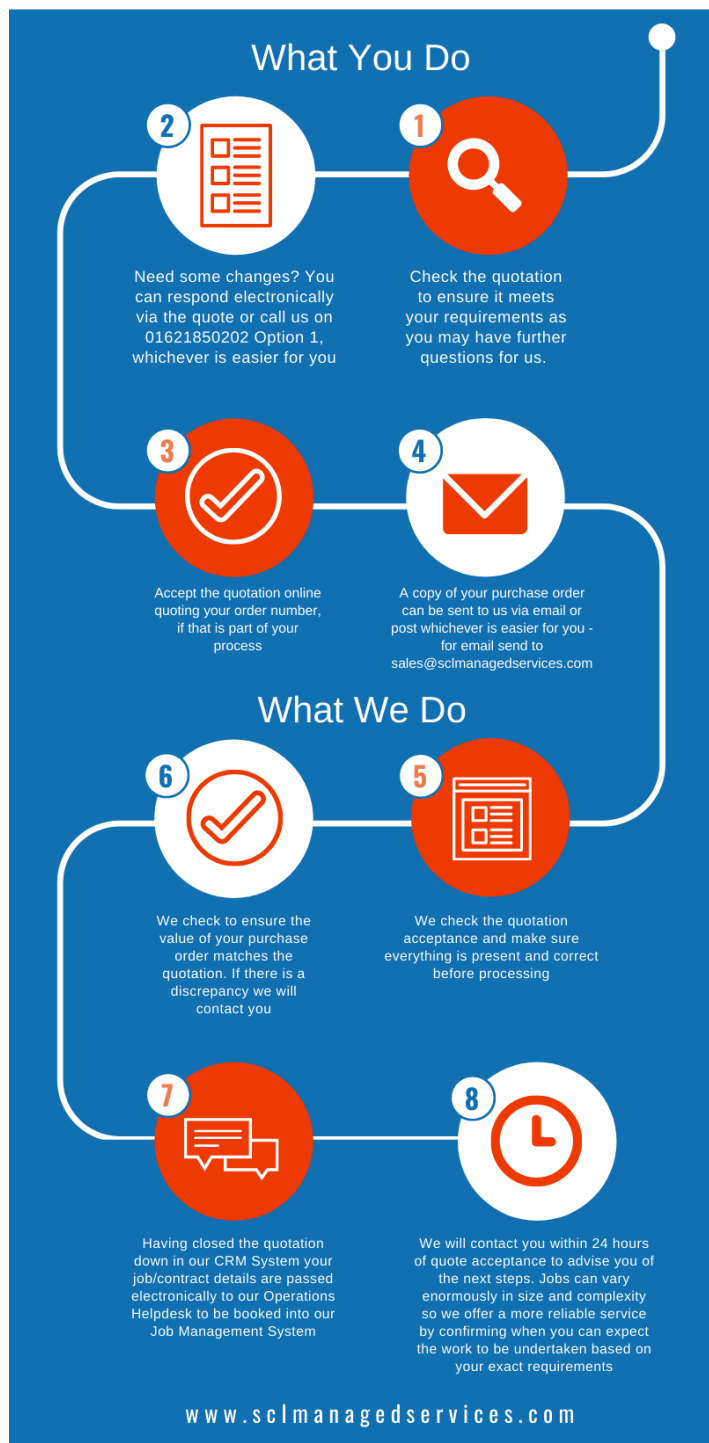 What You Do
1
Check the quotation
to ensure it meets
your requirements as
you may have further
questions for us.
2
Need some changes? You
can respond electronically
via the quote or call us on
01621850202 Option 1,
whichever is easier for you
3
Accept the quotation online
quoting your order number,
if that is part of your
process
4
A copy of your purchase order
can be sent to us via email or
post whichever is easier for you -
for email send to
sales@sclmanagedservices.com
What We Do
5
We check the quotation
acceptance and make sure
everything is present and correct
before processing
6
We check to ensure the
value of your purchase
order matches the
quotation. If there is a
discrepancy we will
contact you
7
Having closed the quotation
down in our CRM System your
job/contract details are passed
electronically to our Operations
Helpdesk to be booked into our
Job Management System
8
We will contact you within 24 hours
of quote acceptance to advise you of
the next steps. Jobs can vary
enormously in size and complexity
so we offer a more reliable service
by confirming when you can expect
the work to be undertaken based on
your exact requirements
www.sclmanagedservices.com